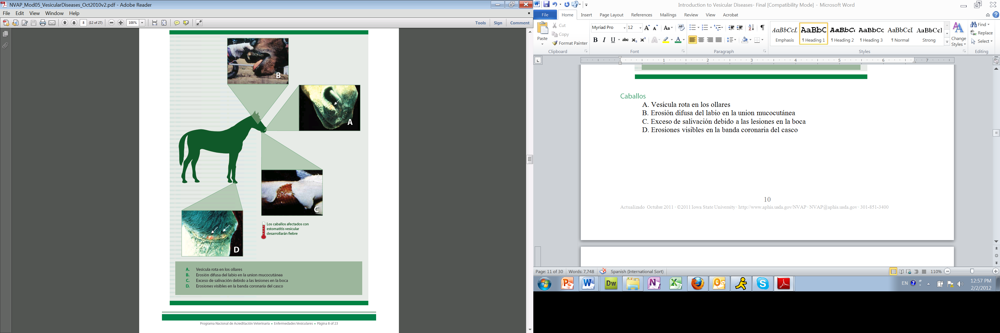 NVAP_Mod05_VesicularDiseases_Oct2010v2.pdf - Adobe Reader
File Edit View Window Help
8 (12 of 27) 100% Tools Sign Comment
B
A
C
Los caballos afectados con
estomatitis vesicular
desarrollarán fiebre
D
A. Vesícula rota en los ollares
B. Erosión difusa del labio en la union mucocutánea
C. Exceso de salivación debido a las lesiones en la boca
D. Erosiones visibles en la banda coronaria del casco
Programa Nacional de Acreditación Veterinaria • Enfermedades Vesiculares • Página 8 of 23
Introduction to Vesicular Diseases- Final [Compatibility Mode] - Microsoft Word
File Home Insert Page Layout References Mailings Review View Acrobat
Paste Cut Copy Format Painter
Clipboard
Myriad Pro 12
B I U abc x₂ x²
Font
Paragraph
AaBbCcL AaBbC AaBbCc AaBbCc AaBbCcI AaBbCcl
Emphasis ¶ Heading 1 ¶ Heading 2 ¶ Heading 3 ¶ Normal Strong
Change Styles
Styles
Find
Replace
Select
Editing
1 2 3 4 5 6 7
Caballos
A. Vesícula rota en los ollares
B. Erosión difusa del labio en la union mucocutánea
C. Exceso de salivación debido a las lesiones en la boca
D. Erosiones visibles en la banda coronaria del casco
10
Actualizado Octubre 2011 · ©2011 Iowa State University · http://www.aphis.usda.gov/NVAP · NVAP@aphis.usda.gov · 301-851-3400
Page: 11 of 30 Words: 7,748 Spanish (International Sort) 110%
Dw
EN
12:57 PM
2/2/2012